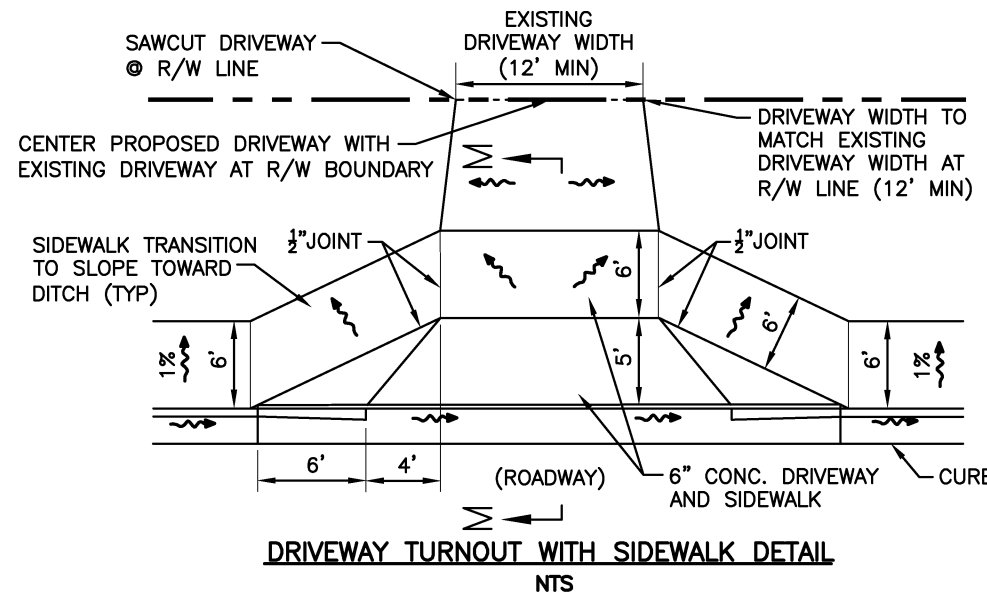 EXISTING
DRIVEWAY WIDTH
(12' MIN)
SAWCUT DRIVEWAY
@ R/W LINE
CENTER PROPOSED DRIVEWAY WITH
EXISTING DRIVEWAY AT R/W BOUNDARY
DRIVEWAY WIDTH TO
MATCH EXISTING
DRIVEWAY WIDTH AT
R/W LINE (12' MIN)
M
SIDEWALK TRANSITION
TO SLOPE TOWARD
DITCH (TYP)
½" JOINT
½" JOINT
6'
6'
1%
6'
5'
6'
1%
6'
4'
(ROADWAY)
6" CONC. DRIVEWAY
AND SIDEWALK
CURB
M
DRIVEWAY TURNOUT WITH SIDEWALK DETAIL
NTS